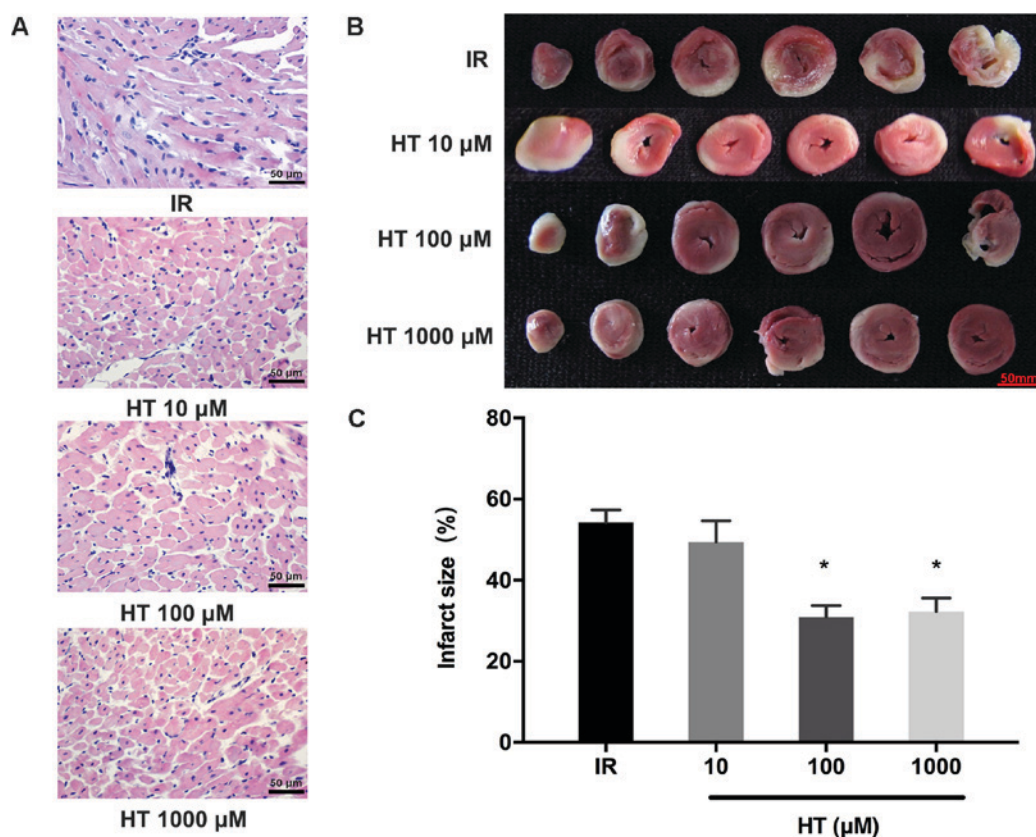 A
50 µm
IR
50 µm
HT 10 µM
50 µm
HT 100 µM
50 µm
HT 1000 µM
B
IR
HT 10 µM
HT 100 µM
HT 1000 µM
50mm
C
Infarct size (%)
80
60
40
20
0
* *
IR 10 100 1000
HT (µM)